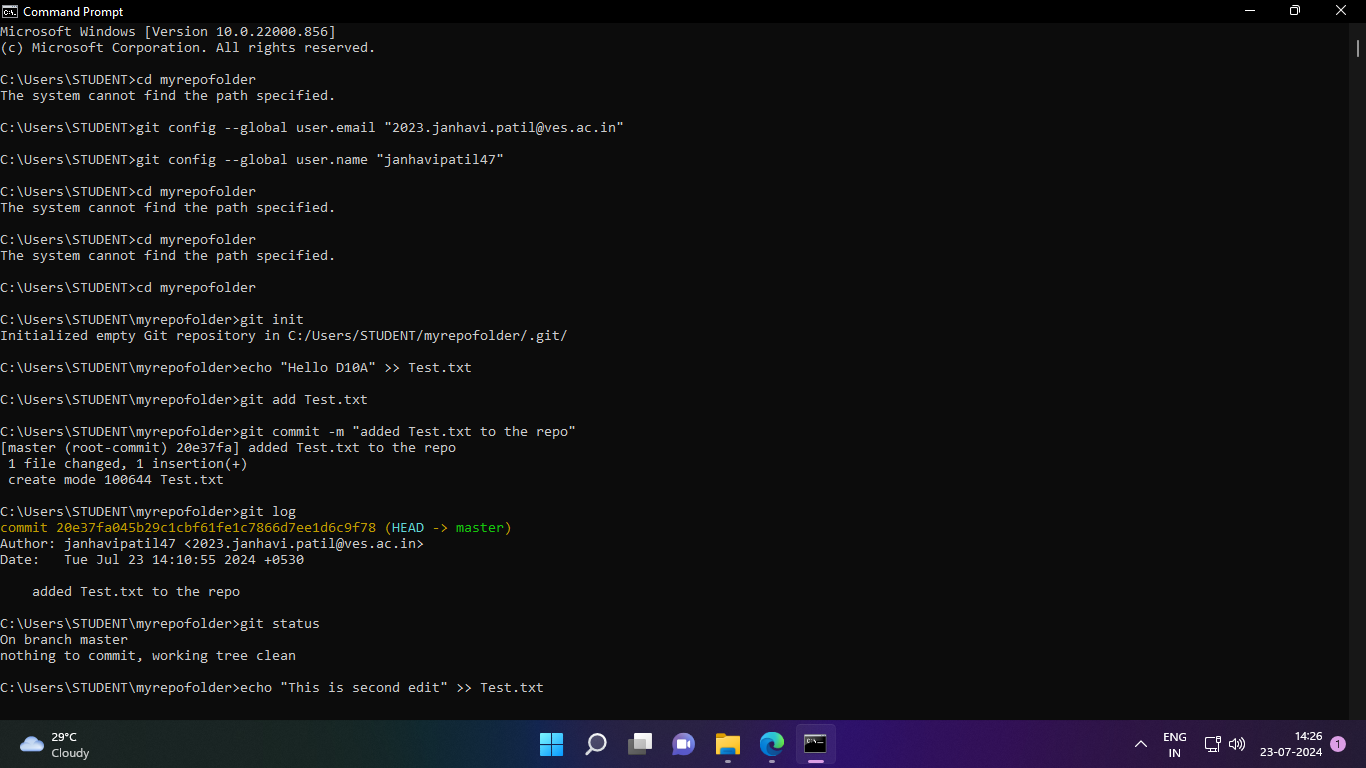 Command Prompt
Microsoft Windows [Version 10.0.22000.856]
(c) Microsoft Corporation. All rights reserved.
C:\Users\STUDENT>cd myrepofolder
The system cannot find the path specified.
C:\Users\STUDENT>git config --global user.email "2023.janhavi.patil@ves.ac.in"
C:\Users\STUDENT>git config --global user.name "janhavipatil47"
C:\Users\STUDENT>cd myrepofolder
The system cannot find the path specified.
C:\Users\STUDENT>cd myrepofolder
The system cannot find the path specified.
C:\Users\STUDENT>cd myrepofolder
C:\Users\STUDENT\myrepofolder>git init
Initialized empty Git repository in C:/Users/STUDENT/myrepofolder/.git/
C:\Users\STUDENT\myrepofolder>echo "Hello D10A" >> Test.txt
C:\Users\STUDENT\myrepofolder>git add Test.txt
C:\Users\STUDENT\myrepofolder>git commit -m "added Test.txt to the repo"
[master (root-commit) 20e37fa] added Test.txt to the repo
 1 file changed, 1 insertion(+)
 create mode 100644 Test.txt
C:\Users\STUDENT\myrepofolder>git log
commit 20e37fa045b29c1cbf61fe1c7866d7ee1d6c9f78 (HEAD -> master)
Author: janhavipatil47 <2023.janhavi.patil@ves.ac.in>
Date:   Tue Jul 23 14:10:55 2024 +0530
    added Test.txt to the repo
C:\Users\STUDENT\myrepofolder>git status
On branch master
nothing to commit, working tree clean
C:\Users\STUDENT\myrepofolder>echo "This is second edit" >> Test.txt
29°C
Cloudy
ENG
IN
14:26
23-07-2024
1